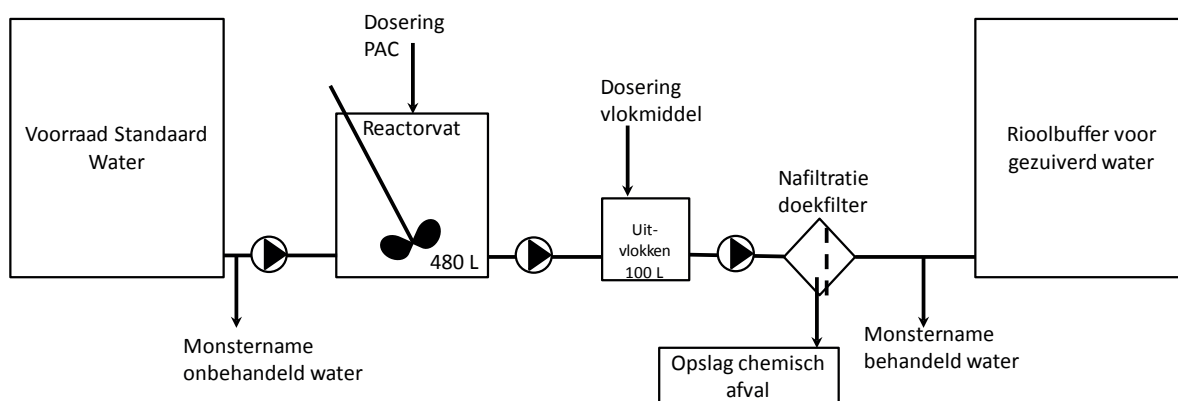 Dosering
PAC
Dosering
vlokmiddel
Voorraad Standaard
Water
Reactorvat
480 L
Uit-
vlokken
100 L
Nafiltratie
doekfilter
Rioolbuffer voor
gezuiverd water
Monstername
onbehandeld water
Opslag chemisch
afval
Monstername
behandeld water